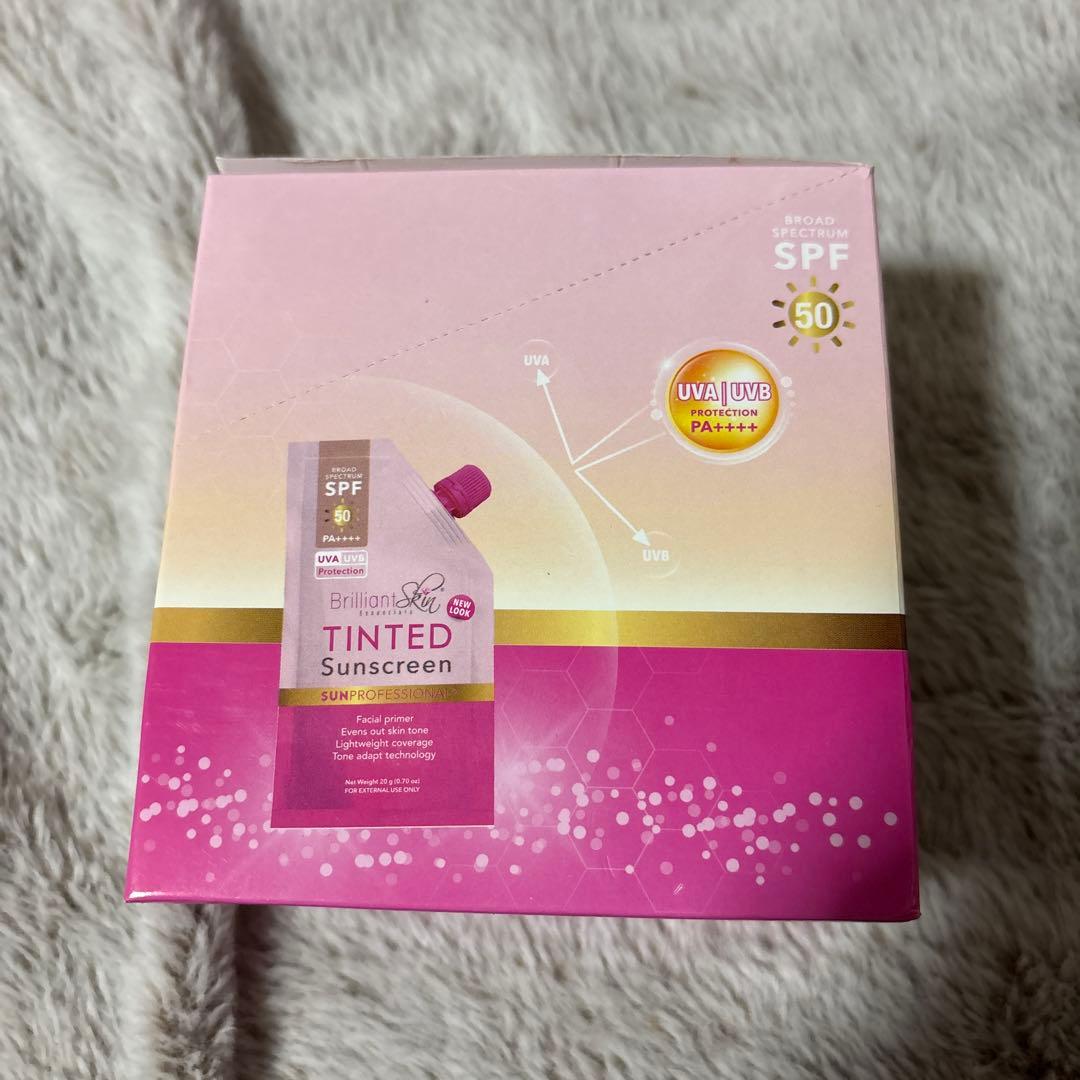 BROAD
SPECTRUM
SPF
50
UVA
UVA | UVB
PROTECTION
PA++++
UVB
BROAD
SPECTRUM
SPF
50
PA++++
UVA UVB
Protection
Brilliant Skin®
Essentials
NEW
LOOK
TINTED
Sunscreen
SUNPROFESSIONAL
Facial primer
Evens out skin tone
Lightweight coverage
Tone adapt technology
Net Weight 20 g (0.70 oz)
FOR EXTERNAL USE ONLY